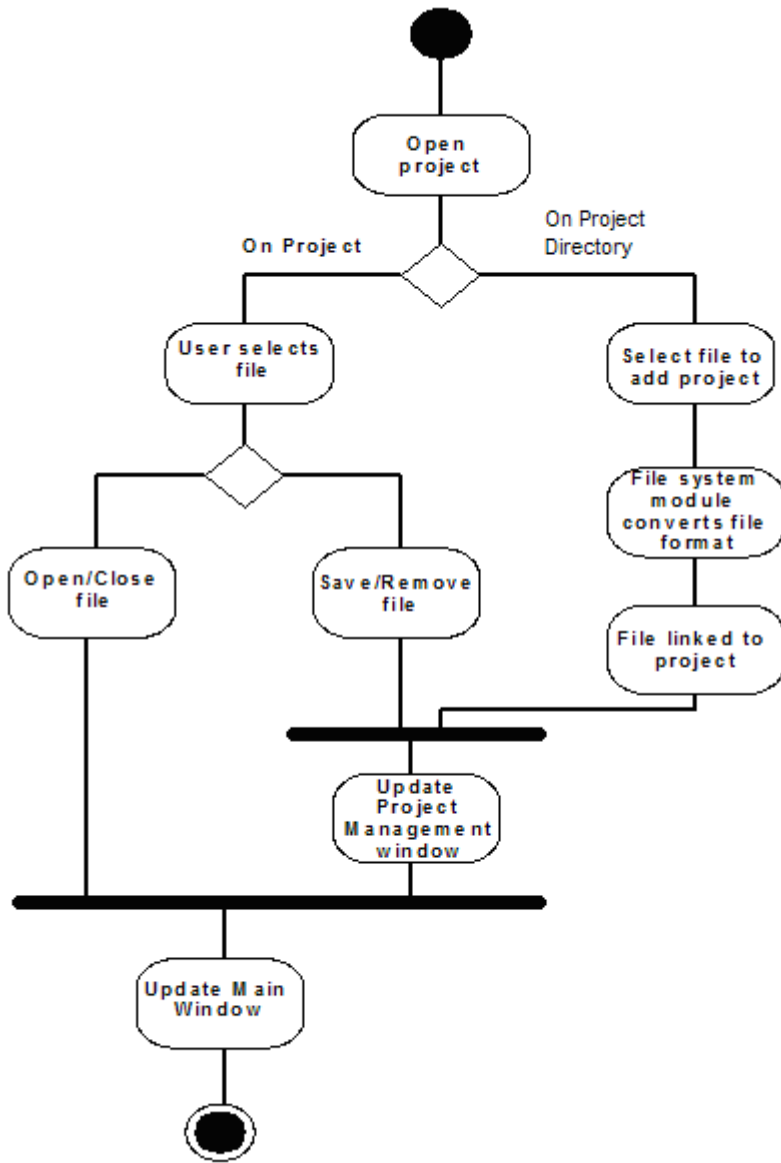 Open
project
On Project
On Project
Directory
User selects
file
Select file to
add project
File system
module
converts file
format
Open/Close
file
Save/Remove
file
File linked to
project
Update
Project
Management
window
Update Main
Window